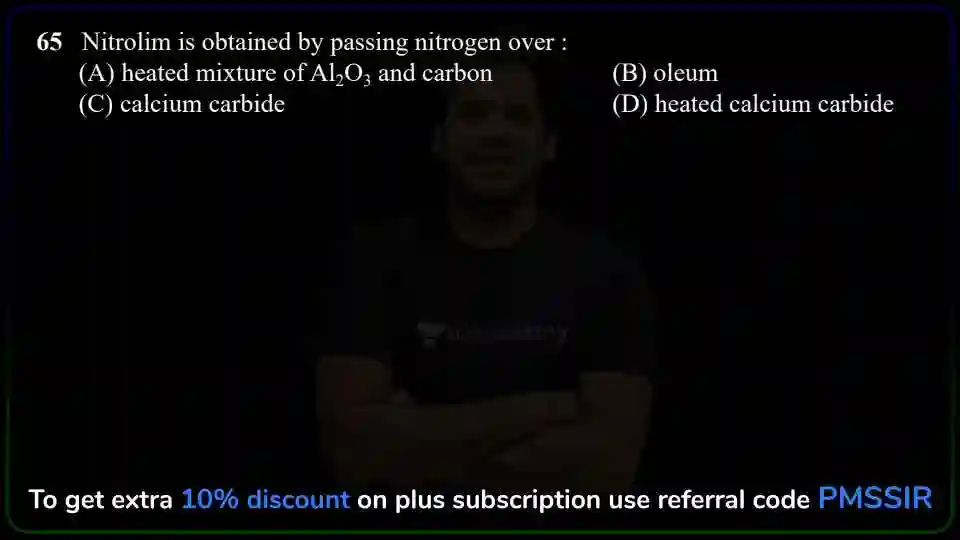 65 Nitrolim is obtained by passing nitrogen over :
(A) heated mixture of Al₂O₃ and carbon (B) oleum
(C) calcium carbide (D) heated calcium carbide
To get extra 10% discount on plus subscription use referral code PMSSIR